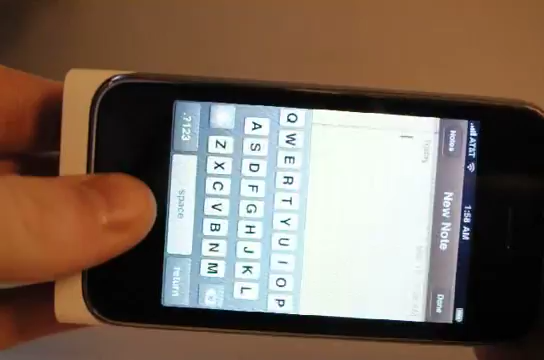 AT&T 1:58 AM
Notes New Note Done
Today
Q W E R T Y U I O P
A S D F G H J K L
Z X C V B N M
.?123 space return